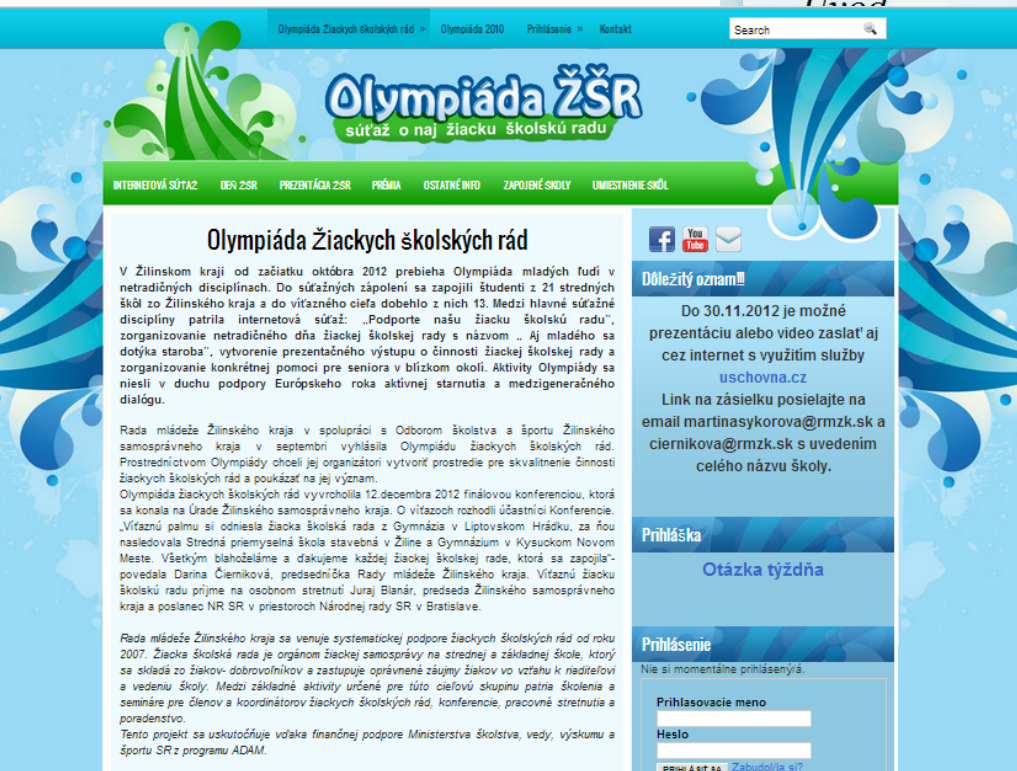 Úvod
Olympiáda Žiackych školských rád »
Olympiáda 2010
Prihlásenie »
Kontakt
Search
Olympiáda ŽŠR
súťaž o naj žiacku školskú radu
INTERNETOVÁ SÚŤAŽ
DEŇ ŽSR
PREZENTÁCIA ŽSR
PRÉMIA
OSTATNÉ INFO
ZAPOJENÉ SKOLY
UMIESTNENIE SKÔL
Olympiáda Žiackych školských rád
V Žilinskom kraji od začiatku októbra 2012 prebieha Olympiáda mladých ľudí v
netradičných disciplínach. Do súťažných zápolení sa zapojili študenti z 21 stredných
škôl zo Žilinského kraja a do víťazného cieľa dobehlo z nich 13. Medzi hlavné súťažné
disciplíny patrila internetová súťaž: „Podporte našu žiacku školskú radu",
zorganizovanie netradičného dňa žiackej školskej rady s názvom „ Aj mladého sa
dotýka staroba", vytvorenie prezentačného výstupu o činnosti žiackej školskej rady a
zorganizovanie konkrétnej pomoci pre seniora v blízkom okolí. Aktivity Olympiády sa
niesli v duchu podpory Európskeho roka aktívnej starnutia a medzigeneračného
dialógu.
Rada mládeže Žilinského kraja v spolupráci s Odborom školstva a športu Žilinského
samosprávneho kraja v septembri vyhlásila Olympiádu žiackych školských rád.
Prostredníctvom Olympiády chceli jej organizátori vytvoriť prostredie pre skvalitnenie činnosti
žiackych školských rád a poukázať na jej význam.
Olympiáda žiackych školských rád vyvrcholila 12.decembra 2012 finálovou konferenciou, ktorá
sa konala na Úrade Žilinského samosprávneho kraja. O víťazoch rozhodli účastníci Konferencie.
„Víťaznú palmu si odniesla žiacka školská rada z Gymnázia v Liptovskom Hrádku, za ňou
nasledovala Stredná priemyselná škola stavebná v Žiline a Gymnázium v Kysuckom Novom
Meste. Všetkým blahoželáme a ďakujeme každej žiackej školskej rade, ktorá sa zapojila"-
povedala Darina Čierniková, predsedníčka Rady mládeže Žilinského kraja. Víťaznú žiacku
školskú radu príjme na osobnom stretnutí Juraj Blanár, predseda Žilinského samosprávneho
kraja a poslanec NR SR v priestoroch Národnej rady SR v Bratislave.
Rada mládeže Žilinského kraja sa venuje systematickej podpore žiackych školských rád od roku
2007. Žiacka školská rada je orgánom žiackej samosprávy na strednej a základnej škole, ktorý
sa skladá zo žiakov- dobrovoľníkov a zastupuje oprávnené záujmy žiakov vo vzťahu k riaditeľovi
a vedeniu školy. Medzi základné aktivity určené pre túto cieľovú skupinu patria školenia a
semináre pre členov a koordinátorov žiackych školských rád, konferencie, pracovné stretnutia a
poradenstvo.
Tento projekt sa uskutočňuje vďaka finančnej podpore Ministerstva školstva, vedy, výskumu a
športu SR z programu ADAM.
You
Tube
Dôležitý oznam!!!
Do 30.11.2012 je možné
prezentáciu alebo video zaslať aj
cez internet s využitím služby
uschovna.cz
Link na zásielku posielajte na
email martinasykorova@rmzk.sk a
ciernikova@rmzk.sk s uvedením
celého názvu školy.
Prihláška
Otázka týždňa
Prihlásenie
Nie si momentálne prihlásený/á.
Prihlasovacie meno
Heslo
PRIHLÁSIŤ SA Zabudol/la si?